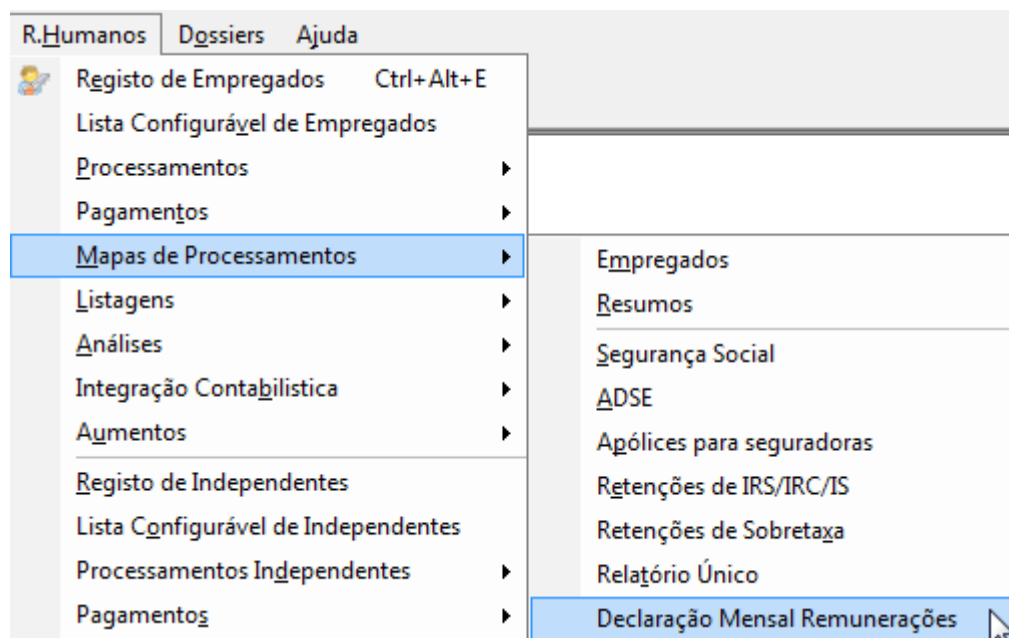 R.Humanos Dossiers Ajuda
Registo de Empregados Ctrl+Alt+E
Lista Configurável de Empregados
Processamentos
Pagamentos
Mapas de Processamentos
Listagens
Análises
Integração Contabilistica
Aumentos
Registo de Independentes
Lista Configurável de Independentes
Processamentos Independentes
Pagamentos
Empregados
Resumos
Segurança Social
ADSE
Apólices para seguradoras
Retenções de IRS/IRC/IS
Retenções de Sobretaxa
Relatório Único
Declaração Mensal Remunerações